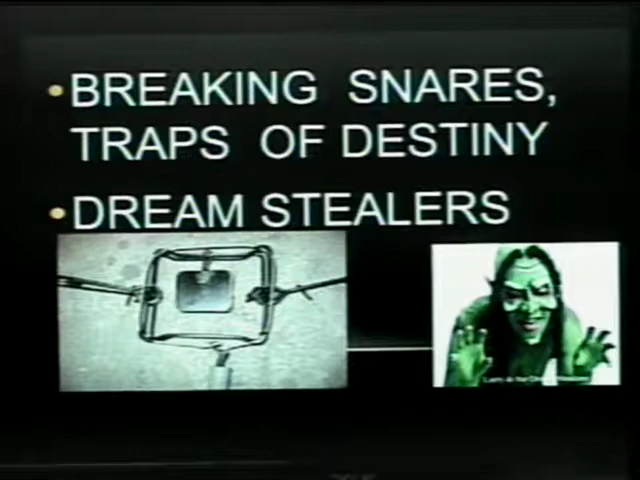 • BREAKING SNARES,
TRAPS OF DESTINY
• DREAM STEALERS